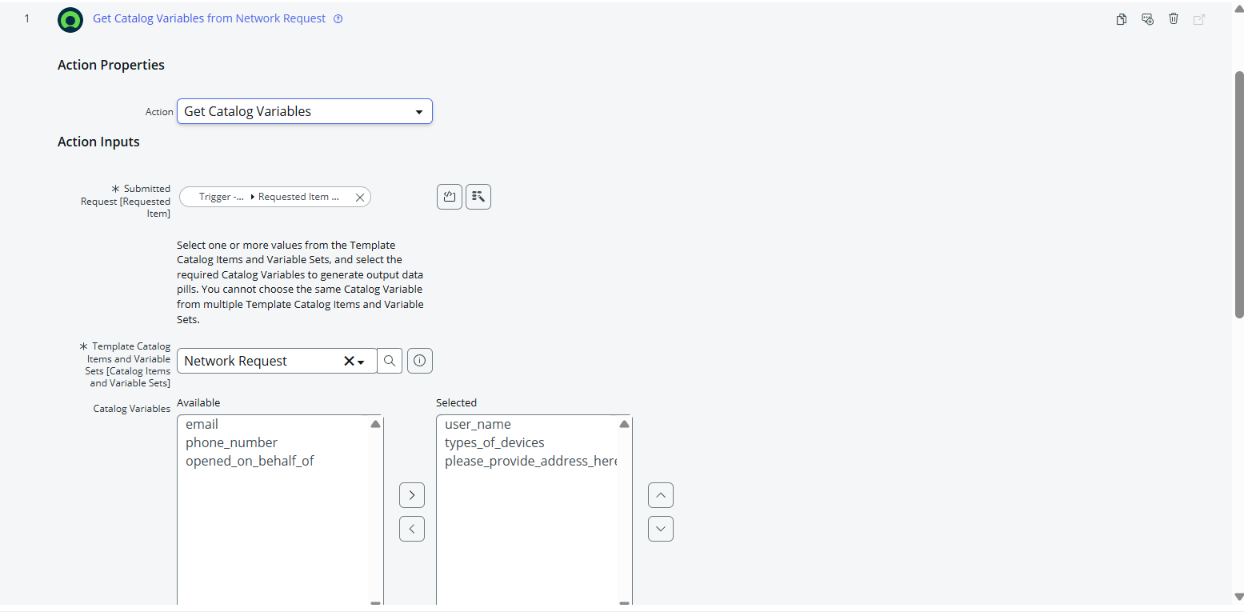 1 Get Catalog Variables from Network Request
Action Properties
Action Get Catalog Variables
Action Inputs
* Submitted
Request [Requested
Item]
Trigger -... Requested Item ...
Select one or more values from the Template
Catalog Items and Variable Sets, and select the
required Catalog Variables to generate output data
pills. You cannot choose the same Catalog Variable
from multiple Template Catalog Items and Variable
Sets.
* Template Catalog
Items and Variable
Sets [Catalog Items
and Variable Sets]
Network Request
Catalog Variables
Available
email
phone_number
opened_on_behalf_of
Selected
user_name
types_of_devices
please_provide_address_here